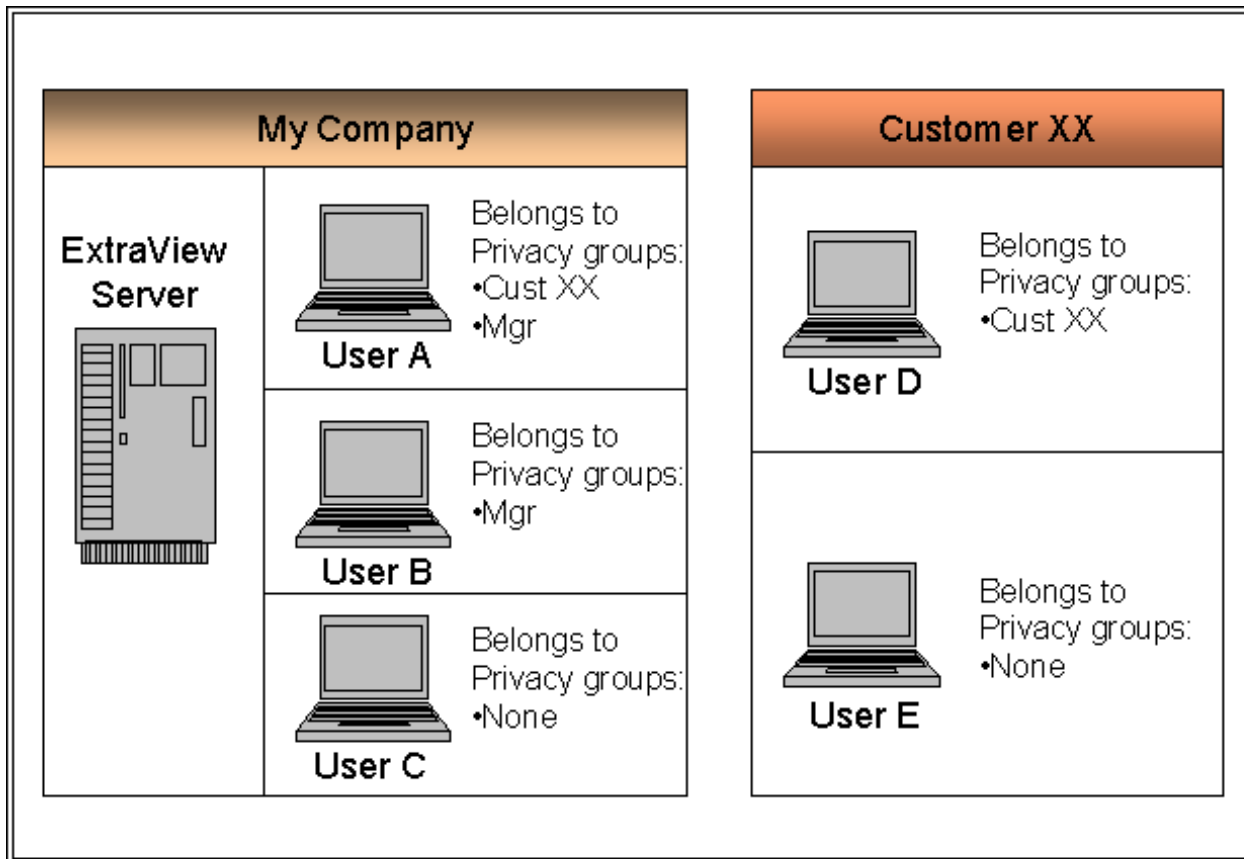 My Company
ExtraView
Server
Belongs to
Privacy groups:
•Cust XX
•Mgr
User A
Belongs to
Privacy groups:
•Mgr
User B
Belongs to
Privacy groups:
•None
User C
Customer XX
Belongs to
Privacy groups:
•Cust XX
User D
Belongs to
Privacy groups:
•None
User E